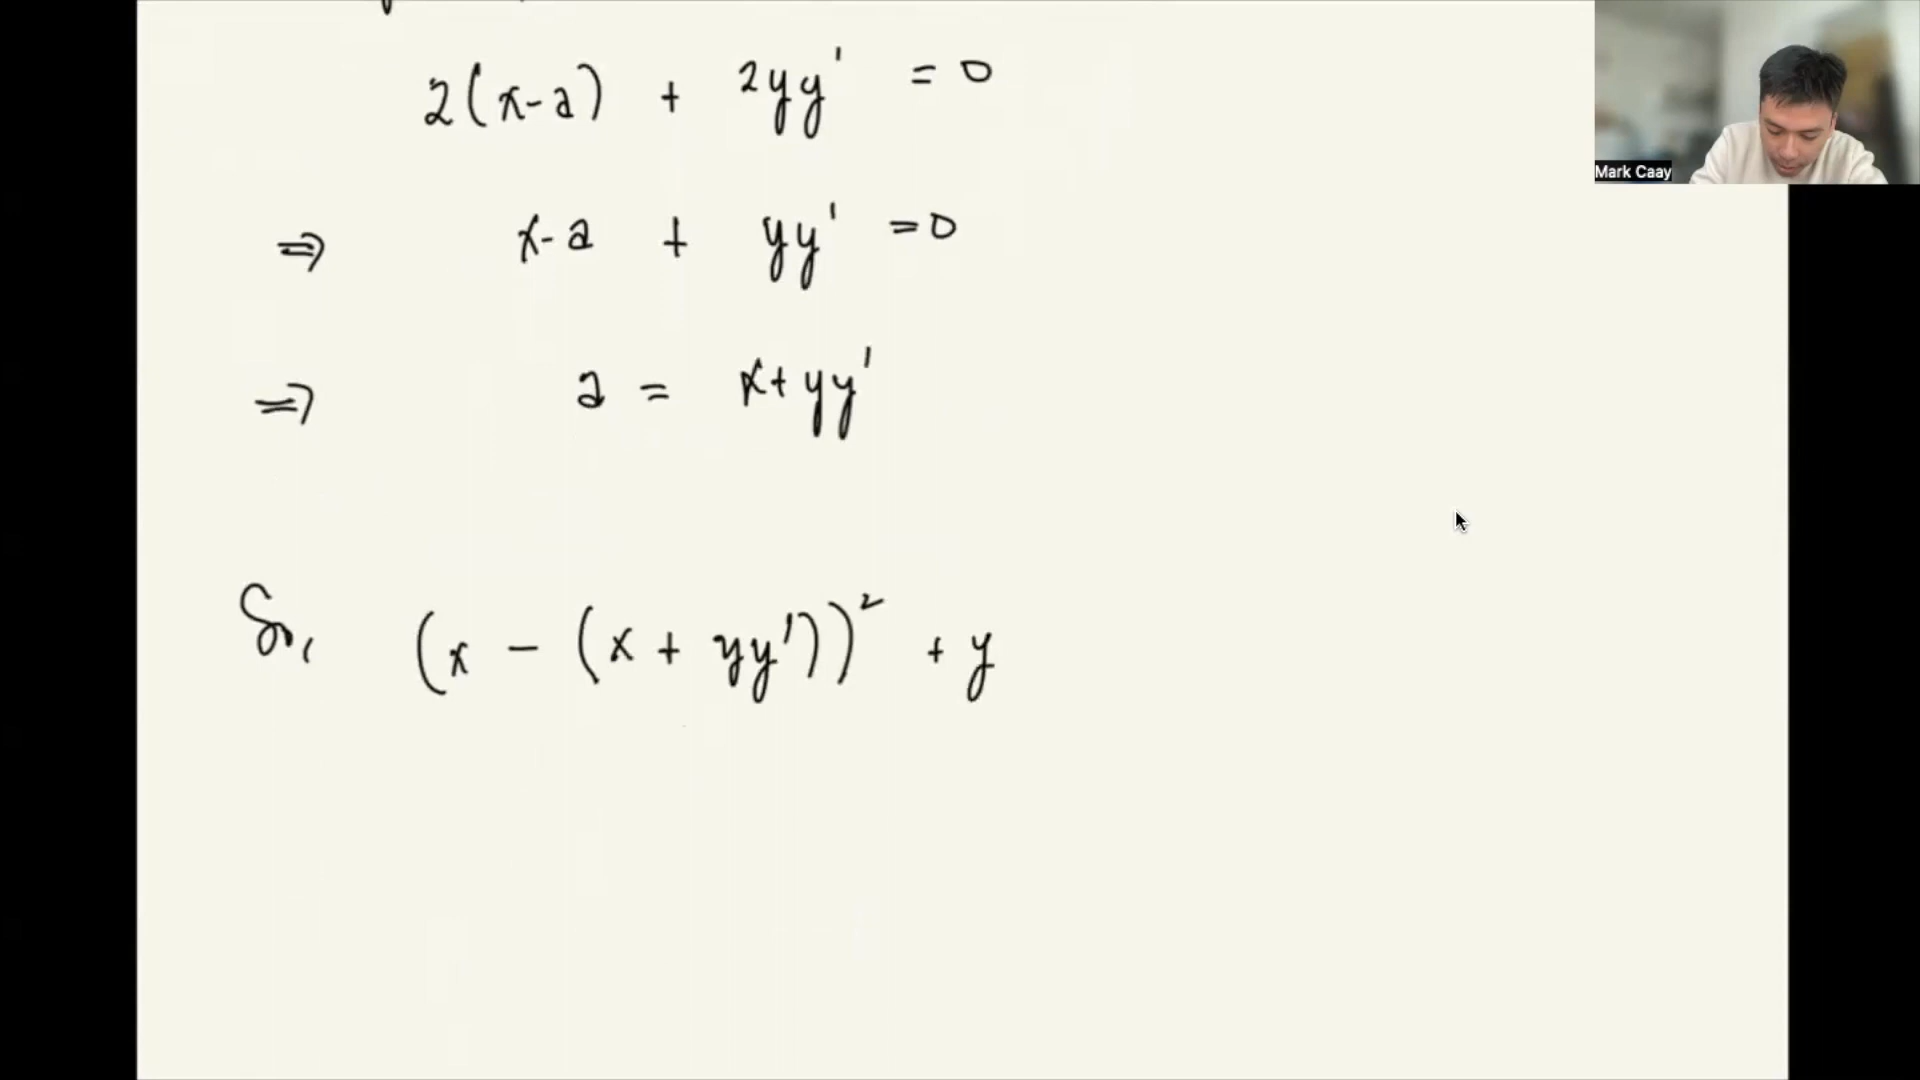 2(x-a) + 2yy' = 0
Mark Caay
⇒ x-a + yy' = 0
⇒ a = x+yy'
So, (x - (x + yy'))² + y